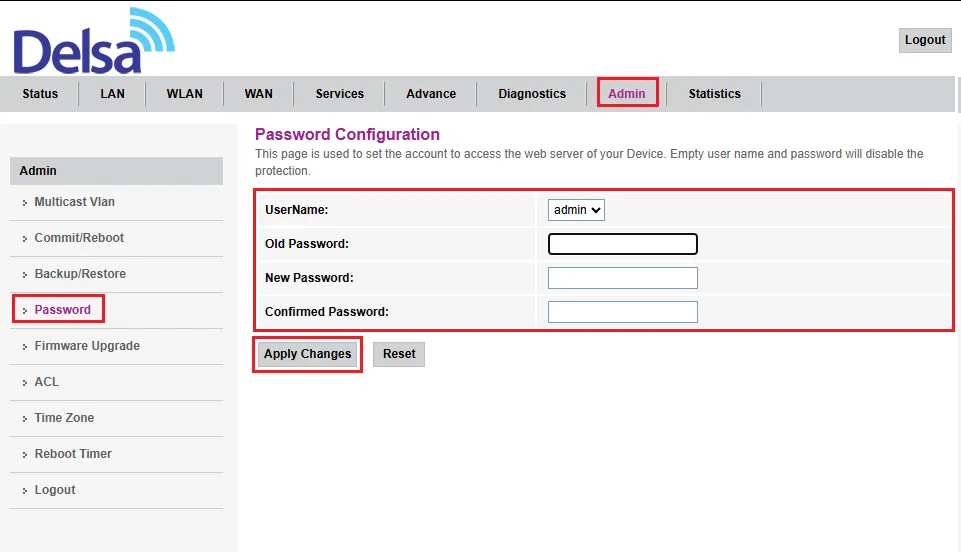 Delsa
Logout
Status LAN WLAN WAN Services Advance Diagnostics Admin Statistics
Admin
Multicast Vlan
Commit/Reboot
Backup/Restore
Password
Firmware Upgrade
ACL
Time Zone
Reboot Timer
Logout
Password Configuration
This page is used to set the account to access the web server of your Device. Empty user name and password will disable the
protection.
UserName: admin
Old Password:
New Password:
Confirmed Password:
Apply Changes Reset